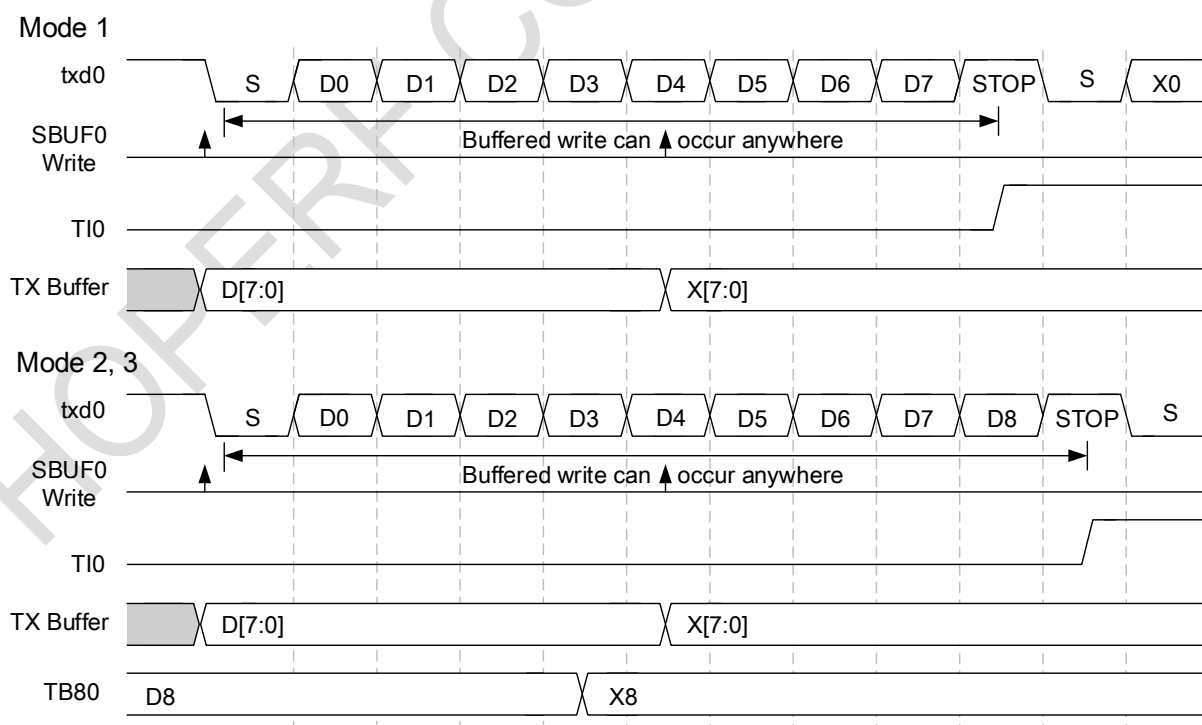 Mode 1
txd0 S D0 D1 D2 D3 D4 D5 D6 D7 STOP S X0
SBUF0
Write
Buffered write can occur anywhere
TI0
TX Buffer D[7:0] X[7:0]
Mode 2, 3
txd0 S D0 D1 D2 D3 D4 D5 D6 D7 D8 STOP S
SBUF0
Write
Buffered write can occur anywhere
TI0
TX Buffer D[7:0] X[7:0]
TB80 D8 X8